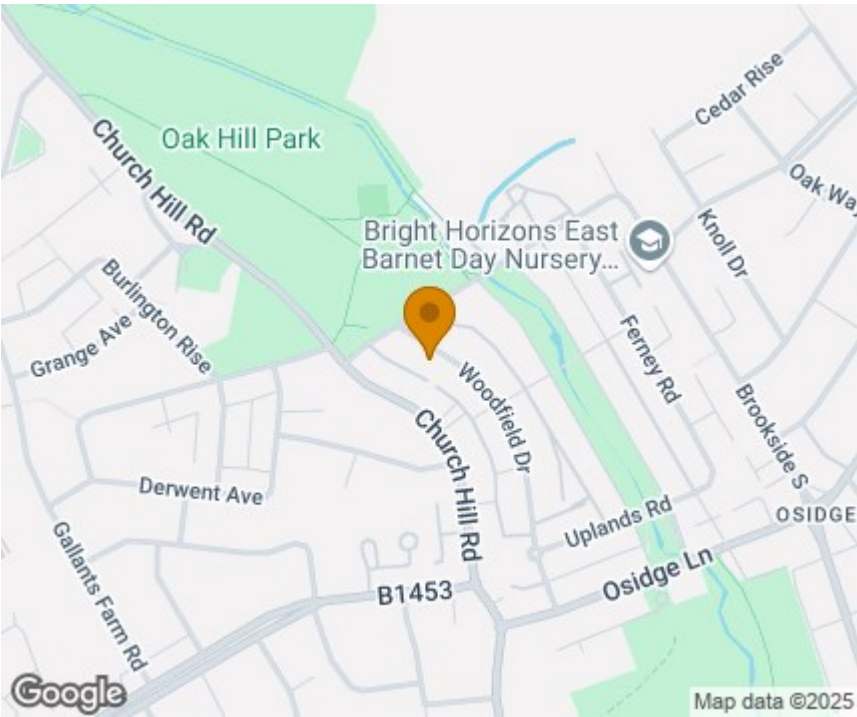 Cedar Rise
Oak Hill Park
Church Hill Rd
Oak Way
Bright Horizons East
Barnet Day Nursery...
Knoll Dr
Burlington Rise
Grange Ave
Ferney Rd
Woodfield Dr
Brookside S
Church Hill Rd
Derwent Ave
Uplands Rd
OSIDGE
Gallants Farm Rd
Osidge Ln
B1453
Google
Map data ©2025